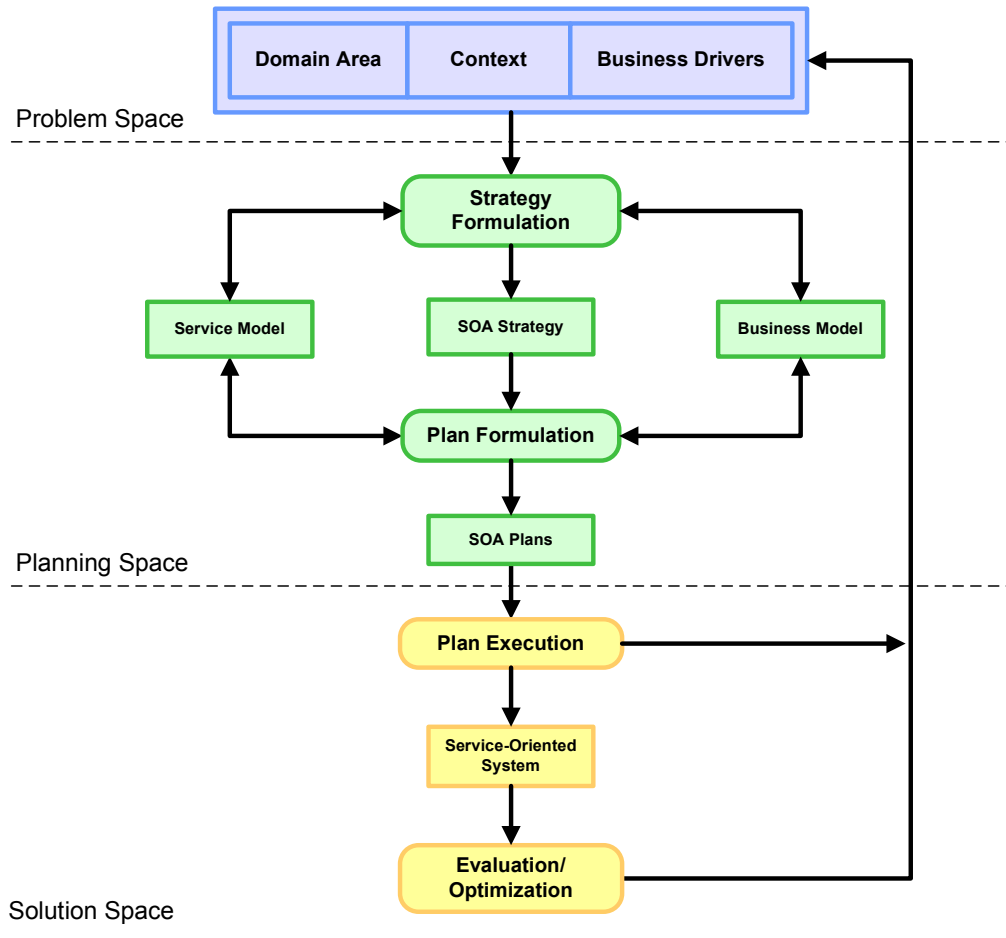 Domain Area
Context
Business Drivers
Problem Space
Strategy
Formulation
Service Model
SOA Strategy
Business Model
Plan Formulation
SOA Plans
Planning Space
Plan Execution
Service-Oriented
System
Evaluation/
Optimization
Solution Space